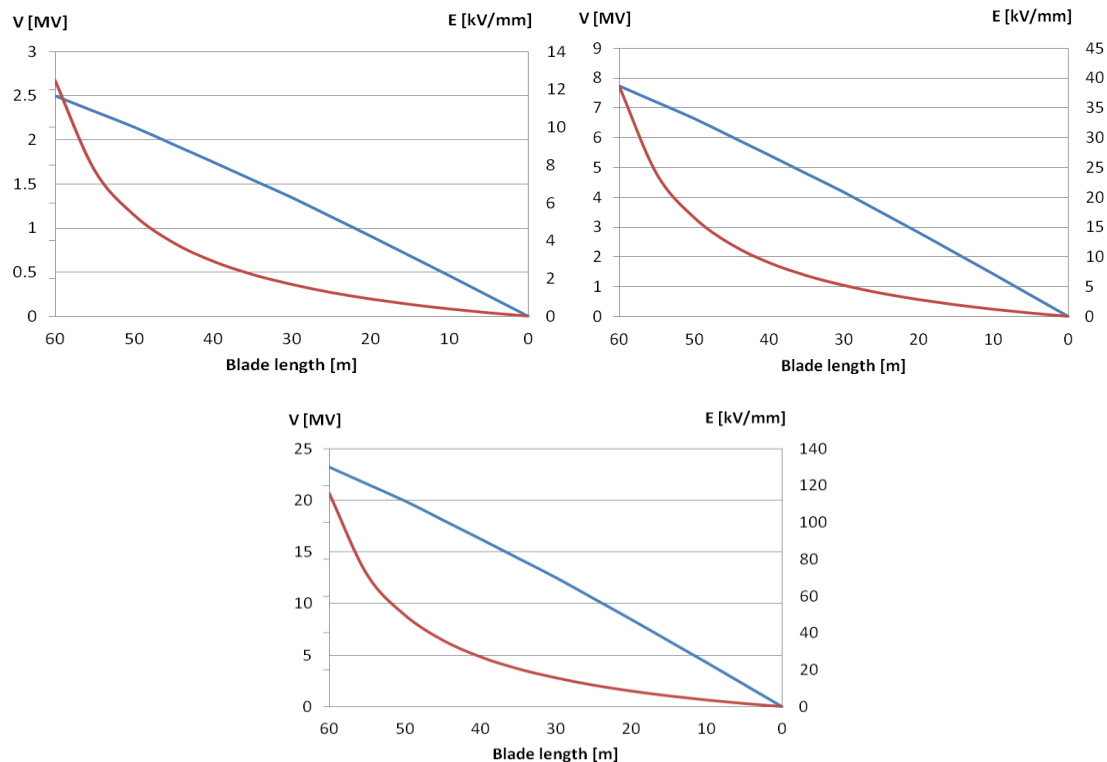 V [MV] E [kV/mm]
3 14
2.5 12
2 10
1.5 8
1 6
0.5 4
0 2
0
60 50 40 30 20 10 0
Blade length [m]
V [MV] E [kV/mm]
9 45
8 40
7 35
6 30
5 25
4 20
3 15
2 10
1 5
0 0
60 50 40 30 20 10 0
Blade length [m]
V [MV] E [kV/mm]
25 140
20 120
15 100
10 80
5 60
0 40
20
0
60 50 40 30 20 10 0
Blade length [m]